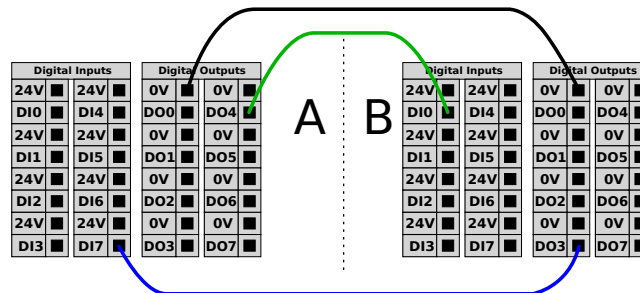 Digital Inputs Digital Outputs Digital Inputs Digital Outputs
24V 24V 0V 0V 24V 24V 0V 0V
DI0 DI4 DO0 DO4 A B DI0 DI4 DO0 DO4
24V 24V 0V 0V 24V 24V 0V 0V
DI1 DI5 DO1 DO5 DI1 DI5 DO1 DO5
24V 24V 0V 0V 24V 24V 0V 0V
DI2 DI6 DO2 DO6 DI2 DI6 DO2 DO6
24V 24V 0V 0V 24V 24V 0V 0V
DI3 DI7 DO3 DO7 DI3 DI7 DO3 DO7